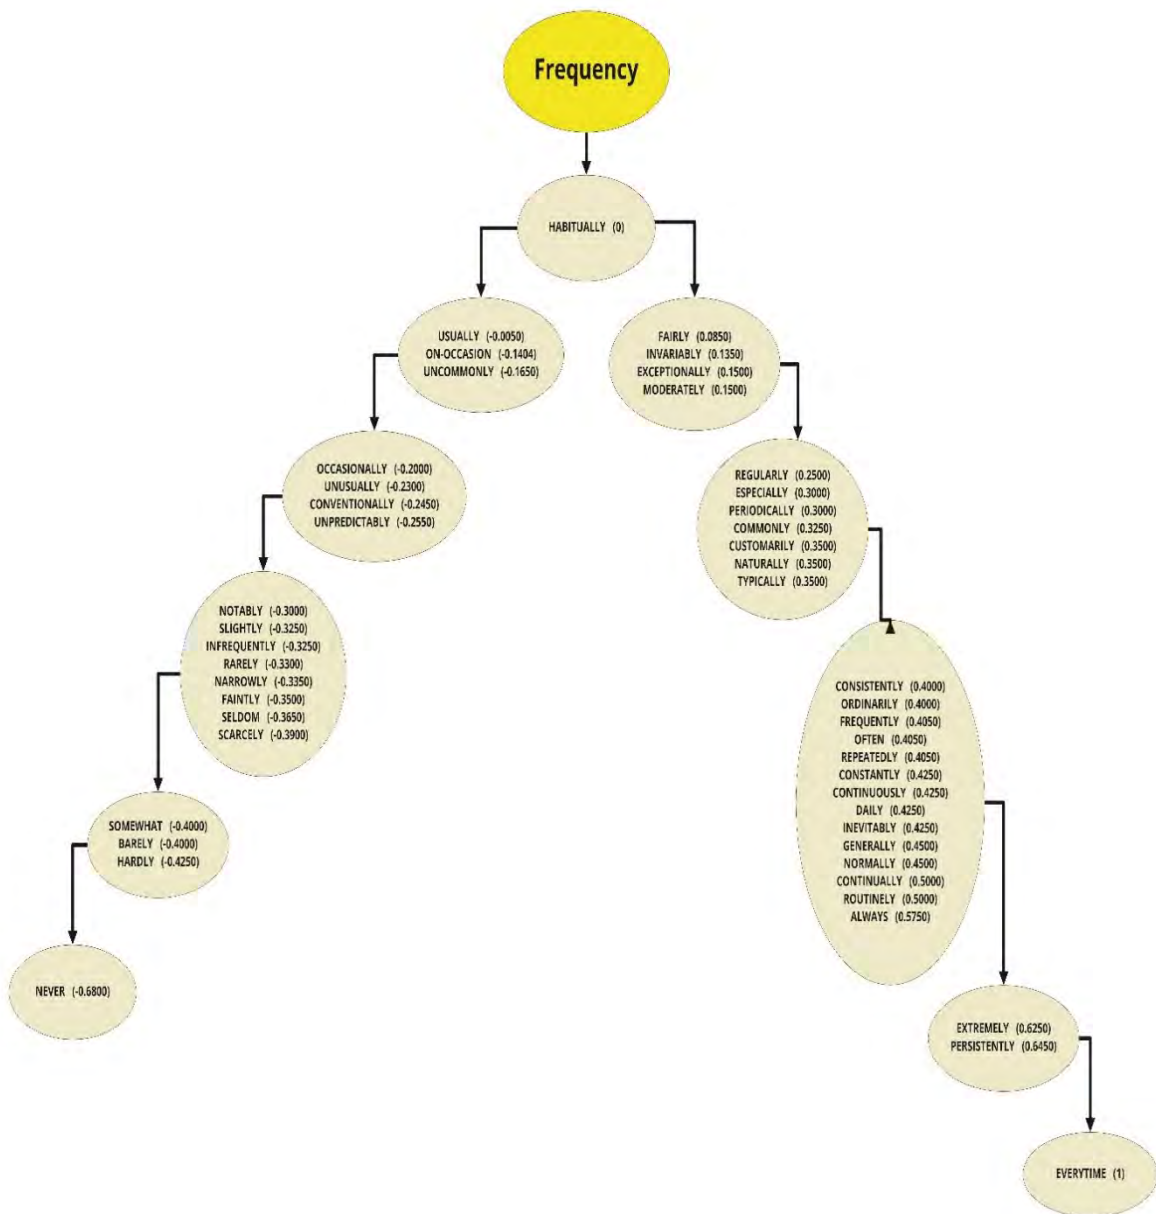 Frequency
HABITUALLY (0)
USUALLY (-0.0050)
ON-OCCASION (-0.1404)
UNCOMMONLY (-0.1650)
FAIRLY (0.0850)
INVARIABLY (0.1350)
EXCEPTIONALLY (0.1500)
MODERATELY (0.1500)
OCCASIONALLY (-0.2000)
UNUSUALLY (-0.2300)
CONVENTIONALLY (-0.2450)
UNPREDICTABLY (-0.2550)
REGULARLY (0.2500)
ESPECIALLY (0.3000)
PERIODICALLY (0.3000)
COMMONLY (0.3250)
CUSTOMARILY (0.3500)
NATURALLY (0.3500)
TYPICALLY (0.3500)
NOTABLY (-0.3000)
SLIGHTLY (-0.3250)
INFREQUENTLY (-0.3250)
RARELY (-0.3300)
NARROWLY (-0.3350)
FAINTLY (-0.3500)
SELDOM (-0.3650)
SCARCELY (-0.3900)
CONSISTENTLY (0.4000)
ORDINARILY (0.4000)
FREQUENTLY (0.4050)
OFTEN (0.4050)
REPEATEDLY (0.4050)
CONSTANTLY (0.4250)
CONTINUOUSLY (0.4250)
DAILY (0.4250)
INEVITABLY (0.4250)
GENERALLY (0.4500)
NORMALLY (0.4500)
CONTINUALLY (0.5000)
ROUTINELY (0.5000)
ALWAYS (0.5750)
SOMEWHAT (-0.4000)
BARELY (-0.4000)
HARDLY (-0.4250)
NEVER (-0.6800)
EXTREMELY (0.6250)
PERSISTENTLY (0.6450)
EVERYTIME (1)